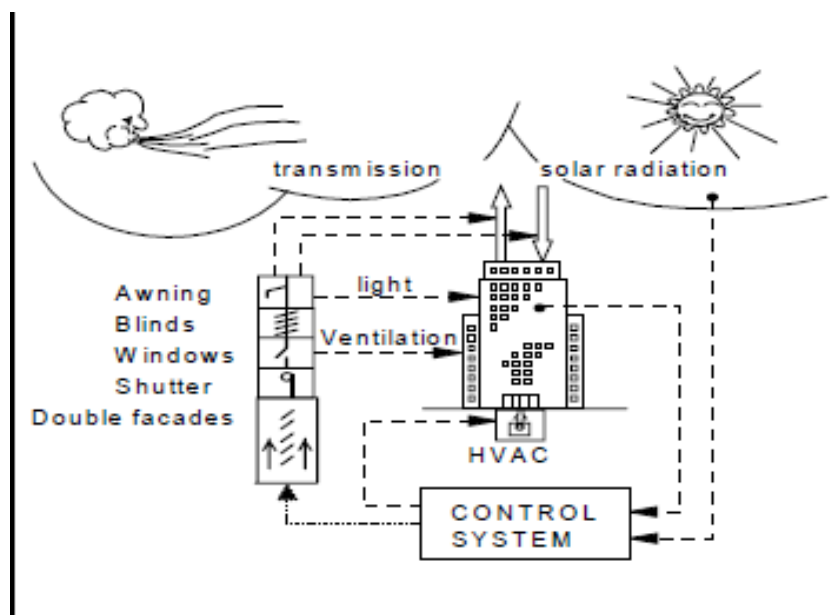 transmission
solar radiation
Awning
light
Blinds
Ventilation
Windows
Shutter
Double facades
HVAC
CONTROL
SYSTEM